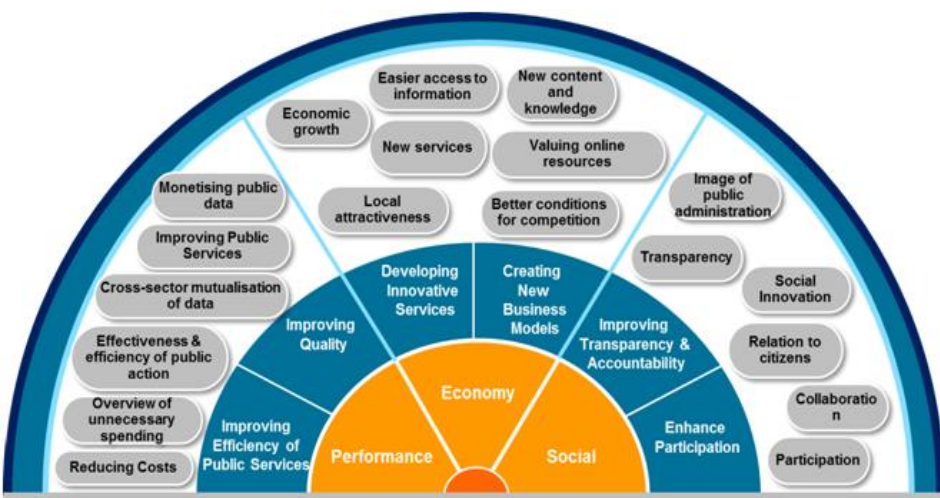 Easier access to
information
New content
and
knowledge
Economic
growth
New services
Valuing online
resources
Local
attractiveness
Better conditions
for competition
Monetising public
data
Improving Public
Services
Cross-sector mutualisation
of data
Effectiveness &
efficiency of public
action
Overview of
unnecessary
spending
Reducing Costs
Image of
public
administration
Transparency
Social
Innovation
Relation to
citizens
Collaboratio
n
Participation
Improving
Efficiency of
Public Services
Improving
Quality
Developing
Innovative
Services
Creating
New
Business
Models
Improving
Transparency &
Accountability
Enhance
Participation
Performance
Economy
Social